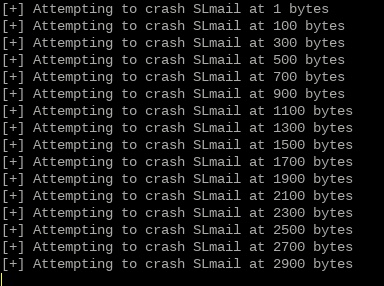 [+] Attempting to crash SLmail at 1 bytes
[+] Attempting to crash SLmail at 100 bytes
[+] Attempting to crash SLmail at 300 bytes
[+] Attempting to crash SLmail at 500 bytes
[+] Attempting to crash SLmail at 700 bytes
[+] Attempting to crash SLmail at 900 bytes
[+] Attempting to crash SLmail at 1100 bytes
[+] Attempting to crash SLmail at 1300 bytes
[+] Attempting to crash SLmail at 1500 bytes
[+] Attempting to crash SLmail at 1700 bytes
[+] Attempting to crash SLmail at 1900 bytes
[+] Attempting to crash SLmail at 2100 bytes
[+] Attempting to crash SLmail at 2300 bytes
[+] Attempting to crash SLmail at 2500 bytes
[+] Attempting to crash SLmail at 2700 bytes
[+] Attempting to crash SLmail at 2900 bytes